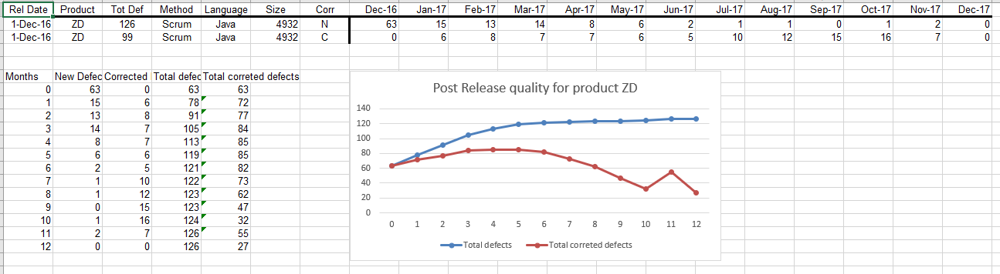 Rel Date Product Tot Def Method Language Size Corr Dec-16 Jan-17 Feb-17 Mar-17 Apr-17 May-17 Jun-17 Jul-17 Aug-17 Sep-17 Oct-17 Nov-17 Dec-17
1-Dec-16 ZD 126 Scrum Java 4932 N 63 15 13 14 8 6 2 1 1 0 1 2 0
1-Dec-16 ZD 99 Scrum Java 4932 C 0 6 8 7 7 6 5 10 12 15 16 7 0
Months New Defec Corrected Total defec Total correted defects
0 63 0 63 63
1 15 6 78 72
2 13 8 91 77
3 14 7 105 84
4 8 7 113 85
5 6 6 119 85
6 2 5 121 82
7 1 10 122 73
8 1 12 123 62
9 0 15 123 47
10 1 16 124 32
11 2 7 126 55
12 0 0 126 27
Post Release quality for product ZD
140
120
100
80
60
40
20
0
0 1 2 3 4 5 6 7 8 9 10 11 12
Total defects Total correted defects